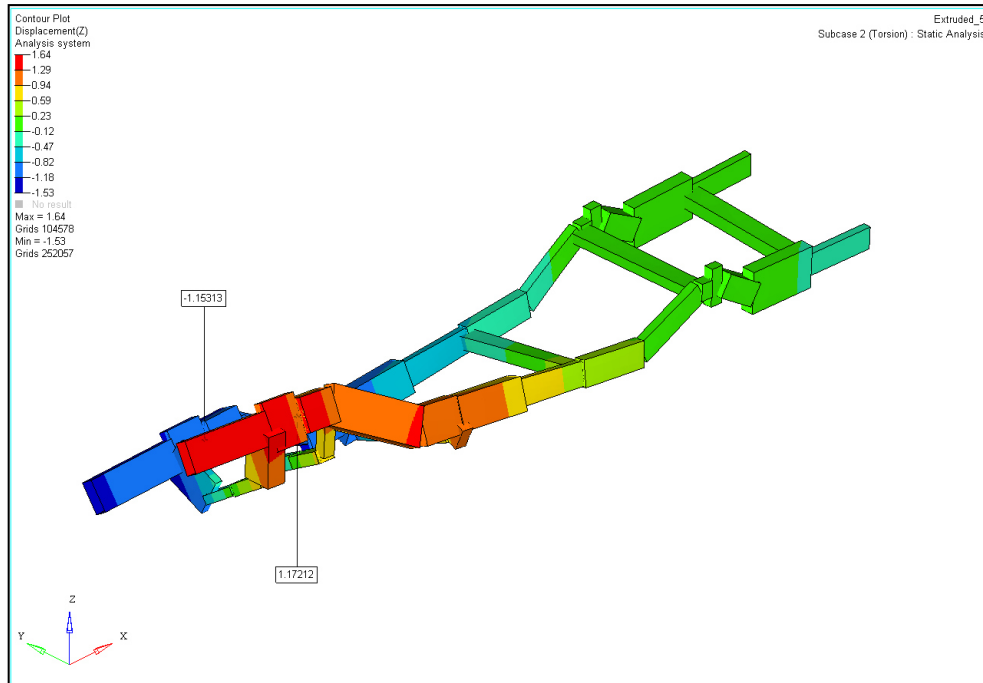 Contour Plot
Displacement(Z)
Analysis system
1.64
1.29
0.94
0.59
0.23
-0.12
-0.47
-0.82
-1.18
-1.53
No result
Max = 1.64
Grids 104578
Min = -1.53
Grids 252057
Extruded_5
Subcase 2 (Torsion) : Static Analysis
-1.15313
1.17212
Z
Y
X